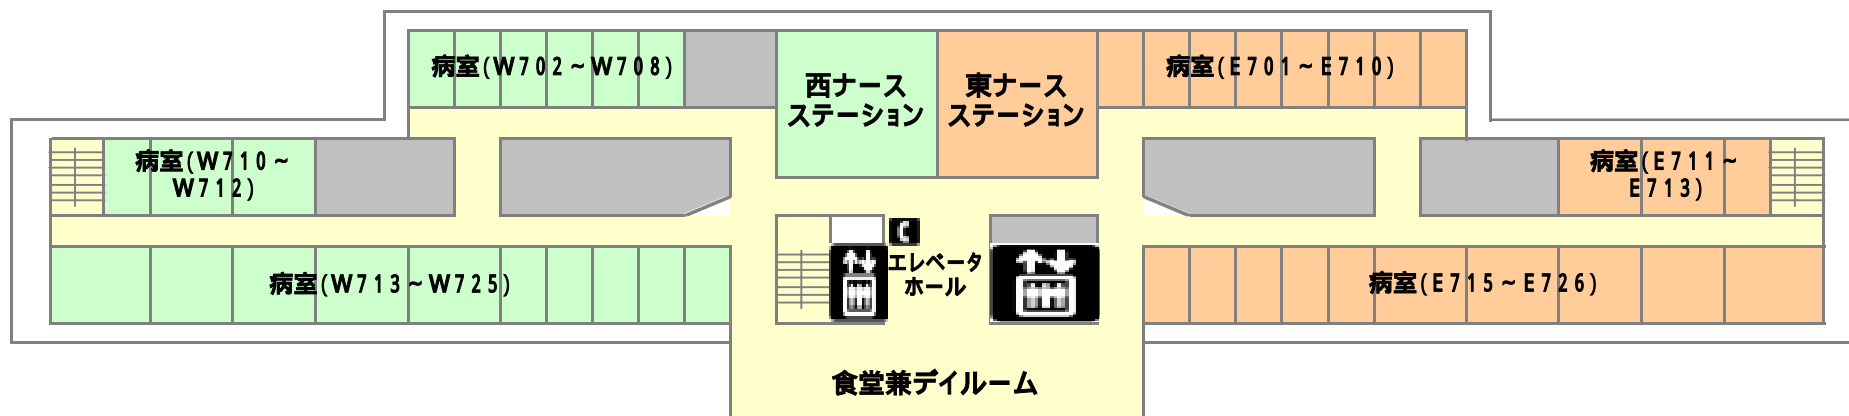 病室(W702～W708)
西ナース
ステーション
東ナース
ステーション
病室(E701～E710)
病室(W710～
W712)
病室(E711～
E713)
エレベータ
ホール
病室(W713～W725)
病室(E715～E726)
食堂兼デイルーム